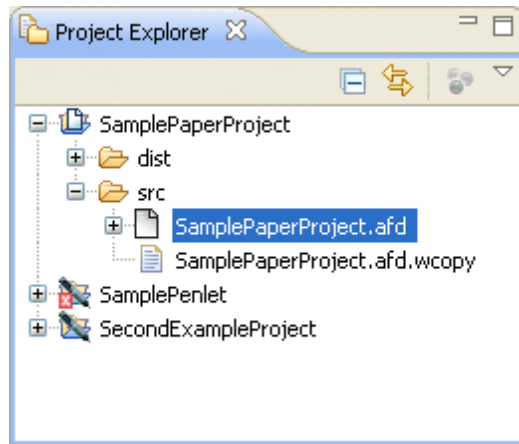 Project Explorer
SamplePaperProject
dist
src
SamplePaperProject.afd
SamplePaperProject.afd.wcopy
SamplePenlet
SecondExampleProject